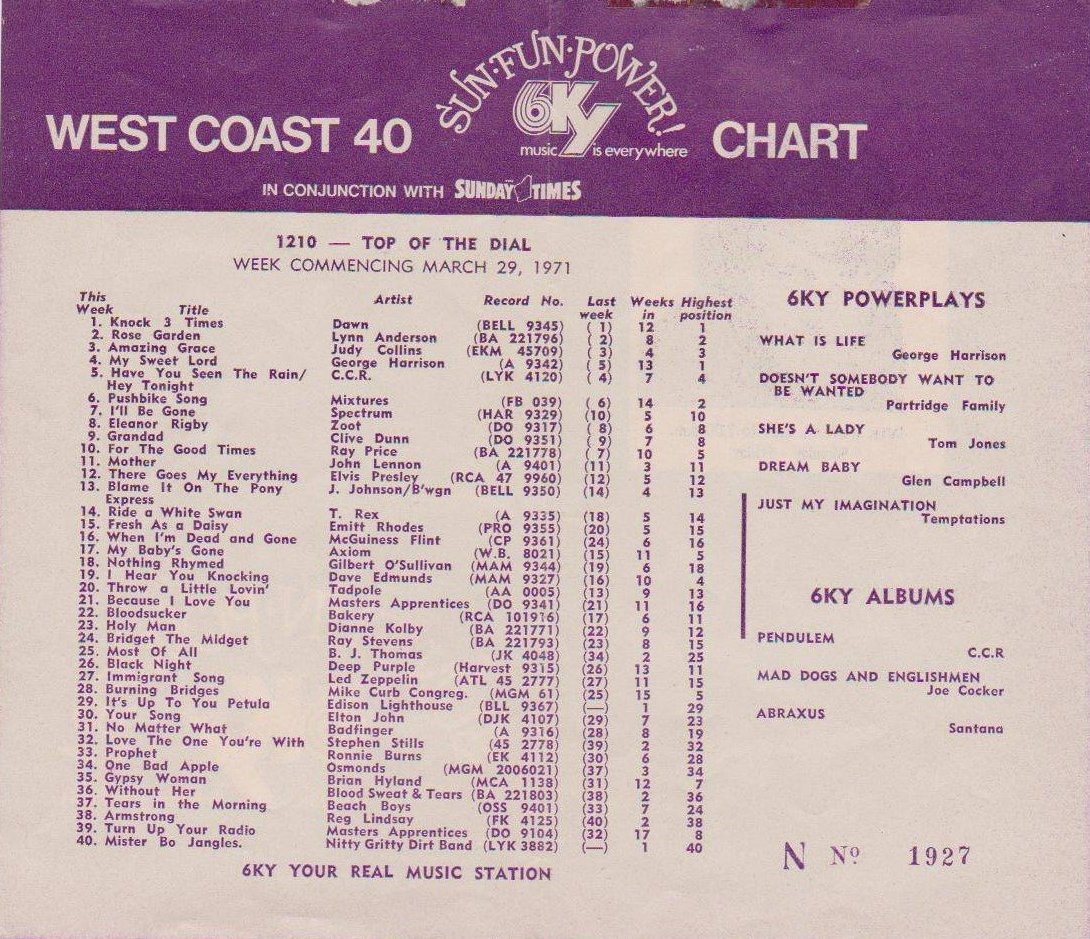 SUN·FUN·POWER!
6Ky
music is everywhere
WEST COAST 40 CHART
IN CONJUNCTION WITH SUNDAY TIMES
1210 — TOP OF THE DIAL
WEEK COMMENCING MARCH 29, 1971
This Week Title Artist Record No. Last week Weeks in Highest position
1. Knock 3 Times Dawn (BELL 9345) ( 1) 12 1
2. Rose Garden Lynn Anderson (BA 221796) ( 2) 8 2
3. Amazing Grace Judy Collins (EKM 45709) ( 3) 4 3
4. My Sweet Lord George Harrison (A 9342) ( 5) 13 1
5. Have You Seen The Rain/ C.C.R. (LYK 4120) ( 4) 7 4
Hey Tonight
6. Pushbike Song Mixtures (FB 039) ( 6) 14 2
7. I'll Be Gone Spectrum (HAR 9329) (10) 5 10
8. Eleanor Rigby Zoot (DO 9317) ( 8) 6 8
9. Grandad Clive Dunn (DO 9351) ( 9) 7 8
10. For The Good Times Ray Price (BA 221778) ( 7) 10 5
11. Mother John Lennon (A 9401) (11) 3 11
12. There Goes My Everything Elvis Presley (RCA 47 9960) (12) 5 12
13. Blame It On The Pony J. Johnson/B'wgn (BELL 9350) (14) 4 13
Express
14. Ride a White Swan T. Rex (A 9335) (18) 5 14
15. Fresh As a Daisy Emitt Rhodes (PRO 9355) (20) 5 15
16. When I'm Dead and Gone McGuiness Flint (CP 9361) (24) 6 16
17. My Baby's Gone Axiom (W.B. 8021) (15) 11 5
18. Nothing Rhymed Gilbert O'Sullivan (MAM 9344) (19) 6 18
19. I Hear You Knocking Dave Edmunds (MAM 9327) (16) 10 4
20. Throw a Little Lovin' Tadpole (AA 0005) (13) 9 13
21. Because I Love You Masters Apprentices (DO 9341) (21) 11 16
22. Bloodsucker Bakery (RCA 101916) (17) 6 11
23. Holy Man Dianne Kolby (BA 221771) (22) 9 12
24. Bridget The Midget Ray Stevens (BA 221793) (23) 8 15
25. Most Of All B. J. Thomas (JK 4048) (34) 2 25
26. Black Night Deep Purple (Harvest 9315) (26) 13 11
27. Immigrant Song Led Zeppelin (ATL 45 2777) (27) 11 15
28. Burning Bridges Mike Curb Congreg. (MGM 61) (25) 15 5
29. It's Up To You Petula Edison Lighthouse (BLL 9367) (—) 1 29
30. Your Song Elton John (DJK 4107) (29) 7 23
31. No Matter What Badfinger (A 9316) (28) 8 19
32. Love The One You're With Stephen Stills (45 2778) (39) 2 32
33. Prophet Ronnie Burns (EK 4112) (30) 6 28
34. One Bad Apple Osmonds (MGM 2006021) (37) 3 34
35. Gypsy Woman Brian Hyland (MCA 1138) (31) 12 7
36. Without Her Blood Sweat & Tears (BA 221803) (38) 2 36
37. Tears in the Morning Beach Boys (OSS 9401) (33) 7 24
38. Armstrong Reg Lindsay (FK 4125) (40) 2 38
39. Turn Up Your Radio Masters Apprentices (DO 9104) (32) 17 8
40. Mister Bo Jangles. Nitty Gritty Dirt Band (LYK 3882) (—) 1 40
6KY YOUR REAL MUSIC STATION
6KY POWERPLAYS
WHAT IS LIFE
George Harrison
DOESN'T SOMEBODY WANT TO
BE WANTED
Partridge Family
SHE'S A LADY
Tom Jones
DREAM BABY
Glen Campbell
JUST MY IMAGINATION
Temptations
6KY ALBUMS
PENDULEM
C.C.R
MAD DOGS AND ENGLISHMEN
Joe Cocker
ABRAXUS
Santana
N Nº 1927